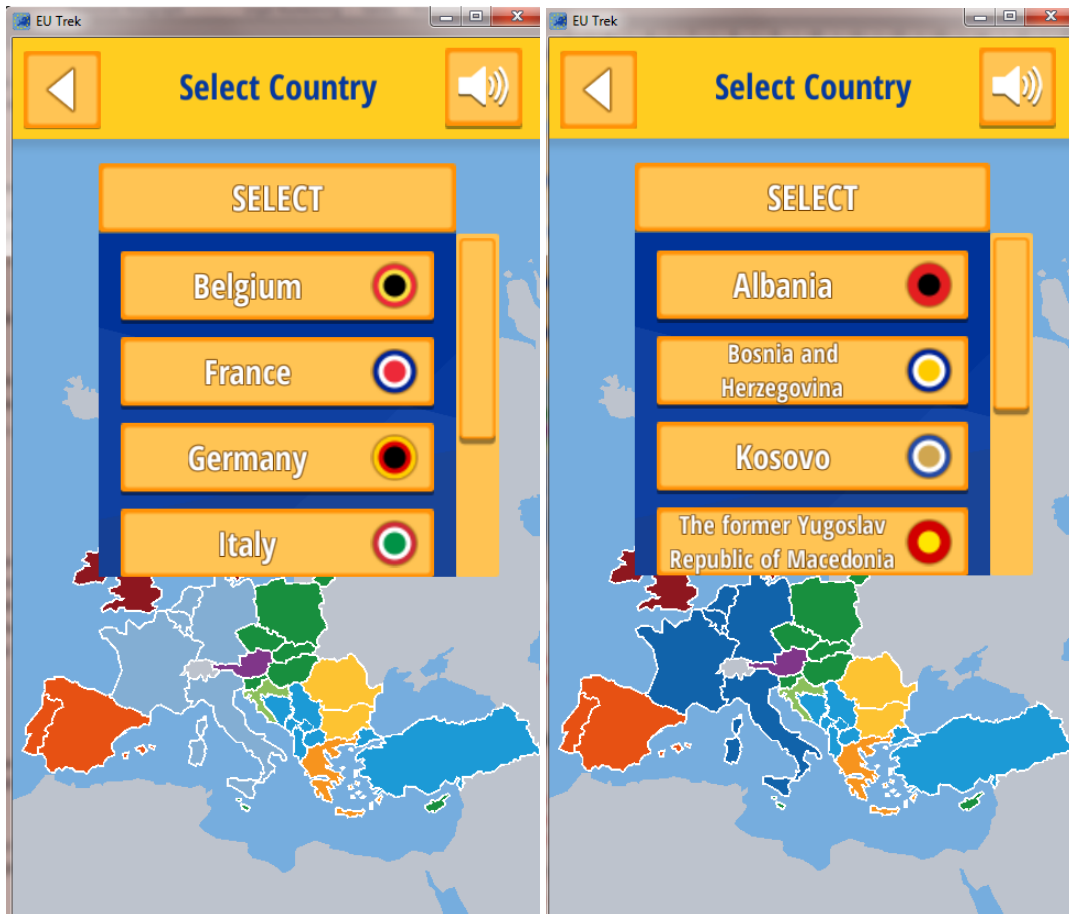 EU Trek
Select Country
SELECT
Belgium
France
Germany
Italy
EU Trek
Select Country
SELECT
Albania
Bosnia and
Herzegovina
Kosovo
The former Yugoslav
Republic of Macedonia